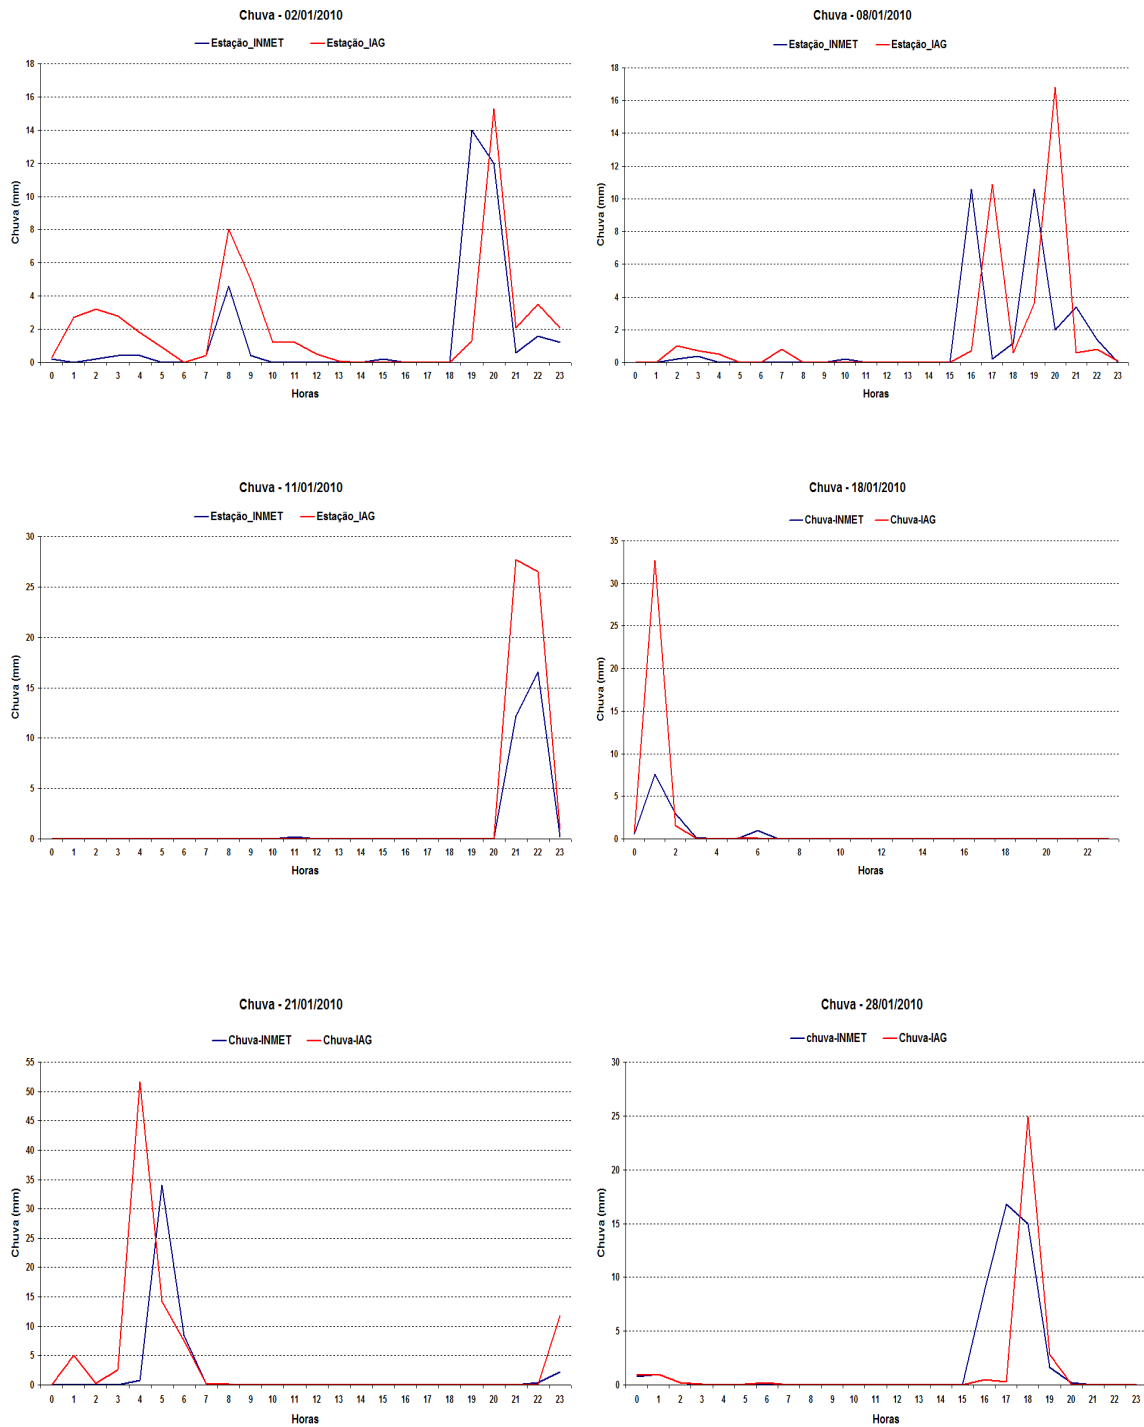 Chuva - 02/01/2010
Estação_INMET Estação_IAG
18
16
14
12
10
8
6
4
2
0
Chuva (mm)
0 1 2 3 4 5 6 7 8 9 10 11 12 13 14 15 16 17 18 19 20 21 22 23
Horas
Chuva - 08/01/2010
Estação_INMET Estação_IAG
18
16
14
12
10
8
6
4
2
0
Chuva (mm)
0 1 2 3 4 5 6 7 8 9 10 11 12 13 14 15 16 17 18 19 20 21 22 23
Horas
Chuva - 11/01/2010
Estação_INMET Estação_IAG
30
25
20
15
10
5
0
Chuva (mm)
0 1 2 3 4 5 6 7 8 9 10 11 12 13 14 15 16 17 18 19 20 21 22 23
Horas
Chuva - 18/01/2010
Chuva-INMET Chuva-IAG
35
30
25
20
15
10
5
0
Chuva (mm)
0 2 4 6 8 10 12 14 16 18 20 22
Horas
Chuva - 21/01/2010
Chuva-INMET Chuva-IAG
55
50
45
40
35
30
25
20
15
10
5
0
Chuva (mm)
0 1 2 3 4 5 6 7 8 9 10 11 12 13 14 15 16 17 18 19 20 21 22 23
Horas
Chuva - 28/01/2010
chuva-INMET Chuva-IAG
30
25
20
15
10
5
0
Chuva (mm)
0 1 2 3 4 5 6 7 8 9 10 11 12 13 14 15 16 17 18 19 20 21 22 23
Horas